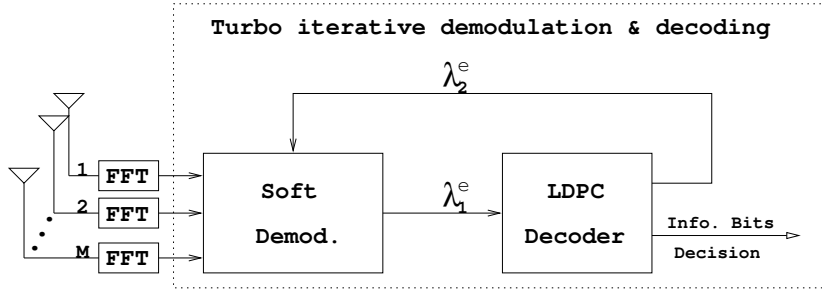 Turbo iterative demodulation & decoding
λ₂ᵉ
1 FFT
2 FFT
M FFT
Soft
Demod.
λ₁ᵉ
LDPC
Decoder
Info. Bits
Decision